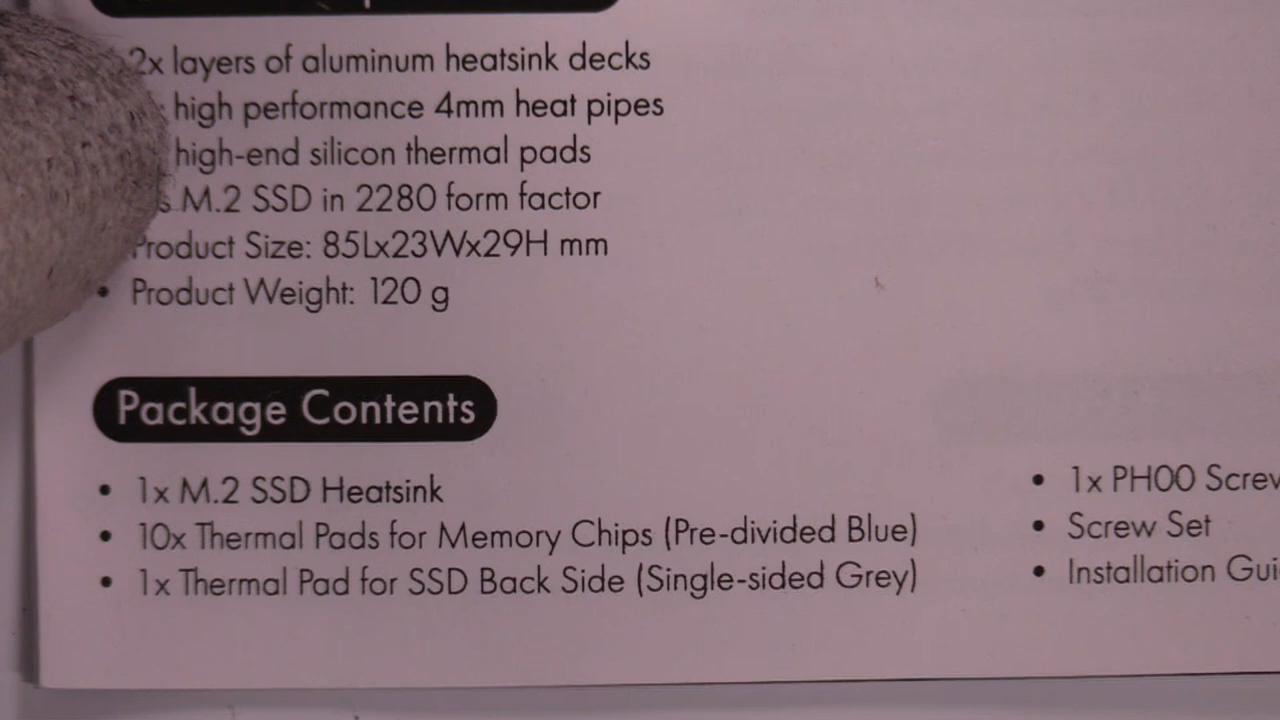 2x layers of aluminum heatsink decks
high performance 4mm heat pipes
high-end silicon thermal pads
M.2 SSD in 2280 form factor
Product Size: 85Lx23Wx29H mm
• Product Weight: 120 g
Package Contents
• 1x M.2 SSD Heatsink
• 10x Thermal Pads for Memory Chips (Pre-divided Blue)
• 1x Thermal Pad for SSD Back Side (Single-sided Grey)
• 1x PH00
• Screw Set
• Installation